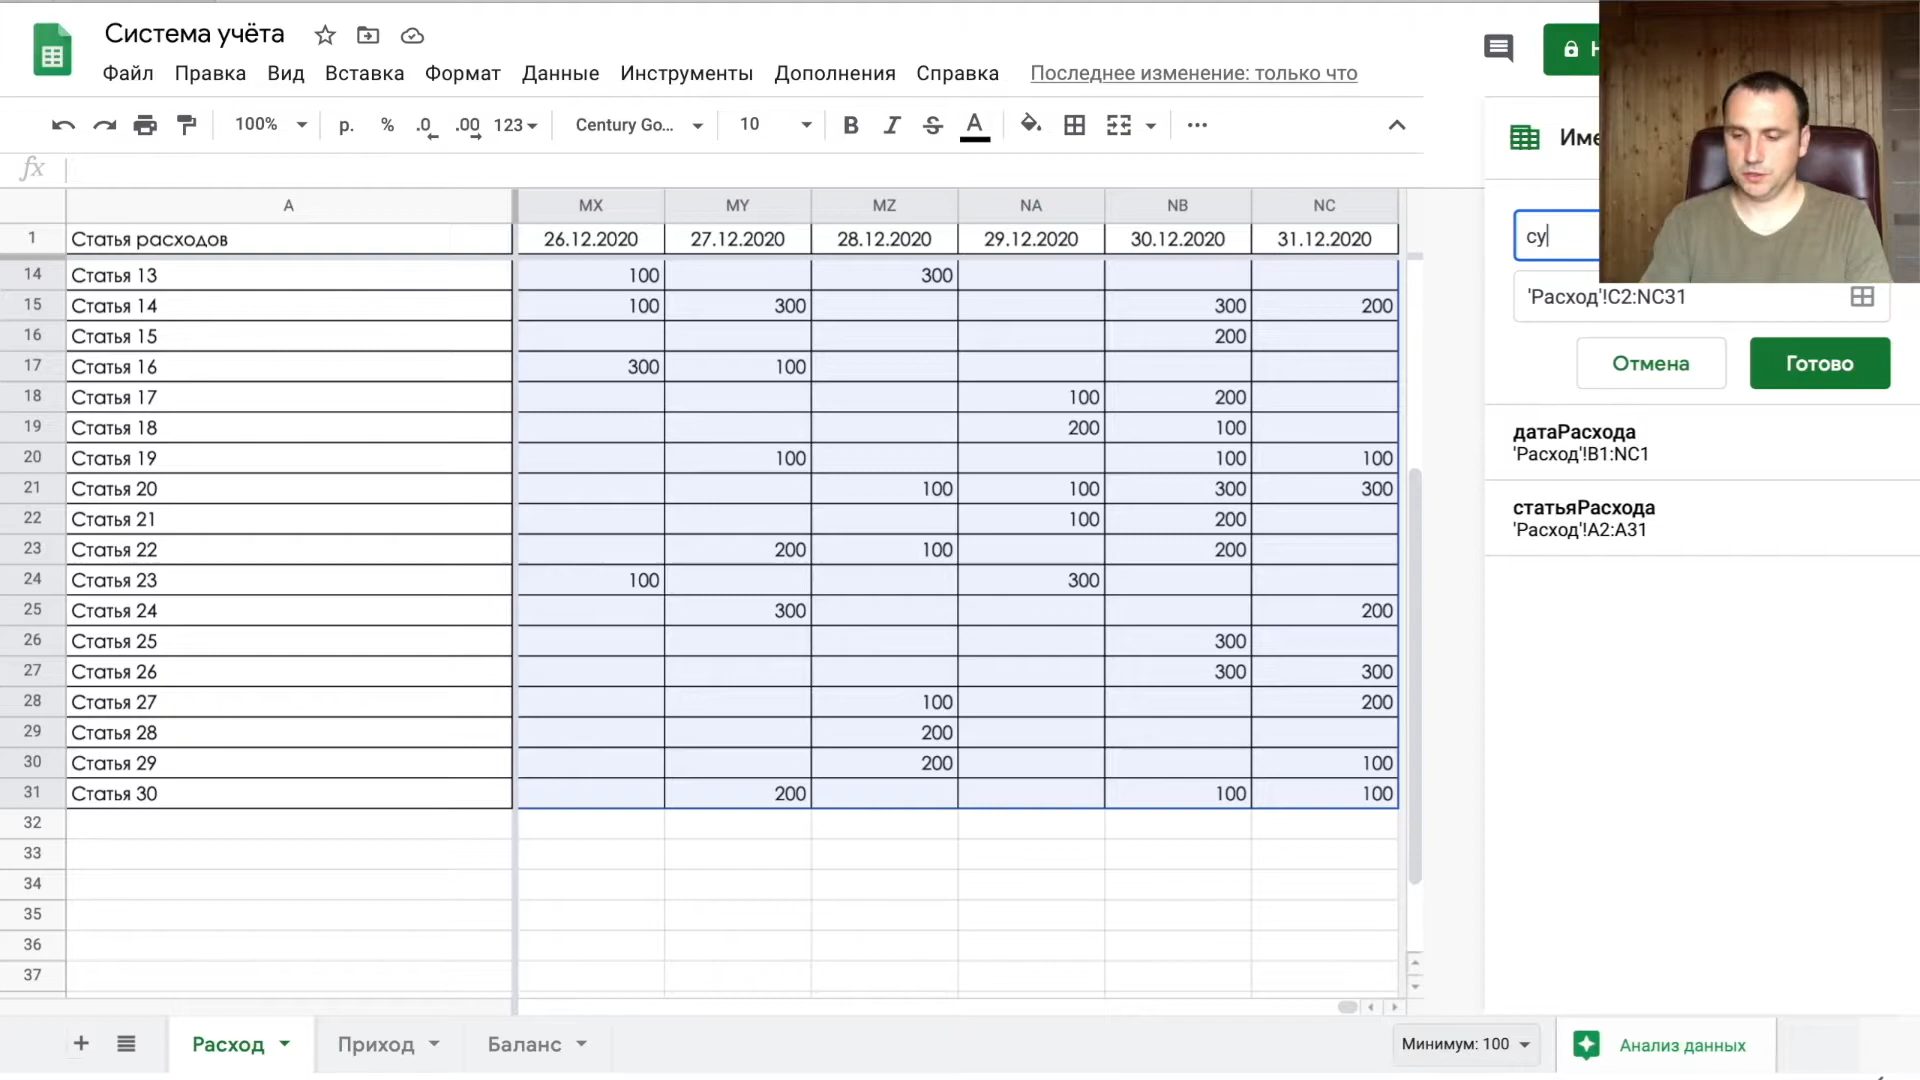 Система учёта
Файл Правка Вид Вставка Формат Данные Инструменты Дополнения Справка Последнее изменение: только что
100% р. % .0 .00 123 Century Go... 10 B I S A
fx
A MX MY MZ NA NB NC
1 Статья расходов 26.12.2020 27.12.2020 28.12.2020 29.12.2020 30.12.2020 31.12.2020
14 Статья 13 100 300
15 Статья 14 100 300 300 200
16 Статья 15 200
17 Статья 16 300 100
18 Статья 17 100 200
19 Статья 18 200 100
20 Статья 19 100 100 100
21 Статья 20 100 100 300 300
22 Статья 21 100 200
23 Статья 22 200 100 200
24 Статья 23 100 300
25 Статья 24 300 200
26 Статья 25 300
27 Статья 26 300 300
28 Статья 27 100 200
29 Статья 28 200
30 Статья 29 200 100
31 Статья 30 200 100 100
32
33
34
35
36
37
су
'Расход'!C2:NC31
Отмена Готово
датаРасхода
'Расход'!B1:NC1
статьяРасхода
'Расход'!A2:A31
Расход Приход Баланс Минимум: 100 Анализ данных